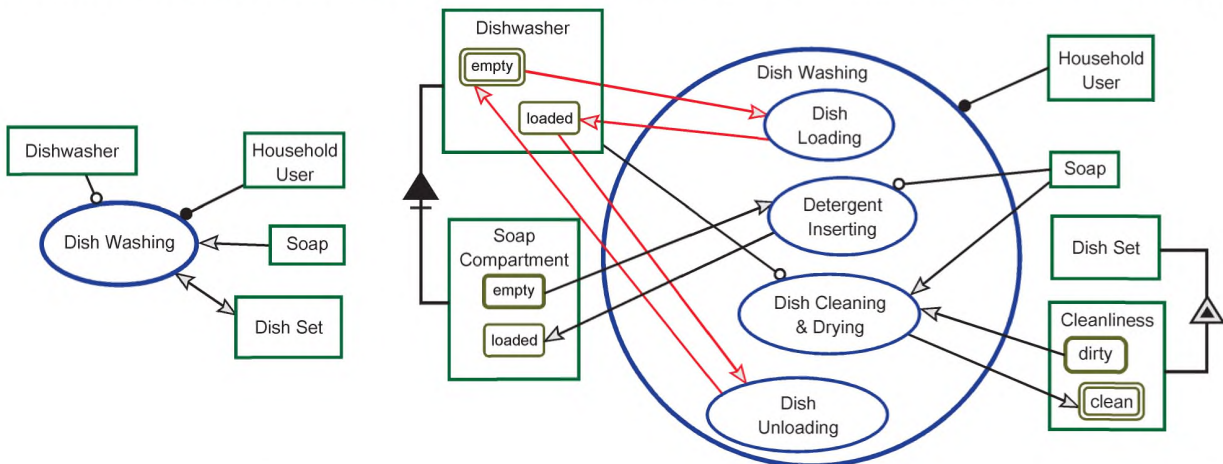 Dishwasher
Household
User
Dish Washing
Soap
Dish Set
Dishwasher
empty
loaded
Soap
Compartment
empty
loaded
Dish Washing
Dish
Loading
Detergent
Inserting
Dish Cleaning
& Drying
Dish
Unloading
Household
User
Soap
Dish Set
Cleanliness
dirty
clean